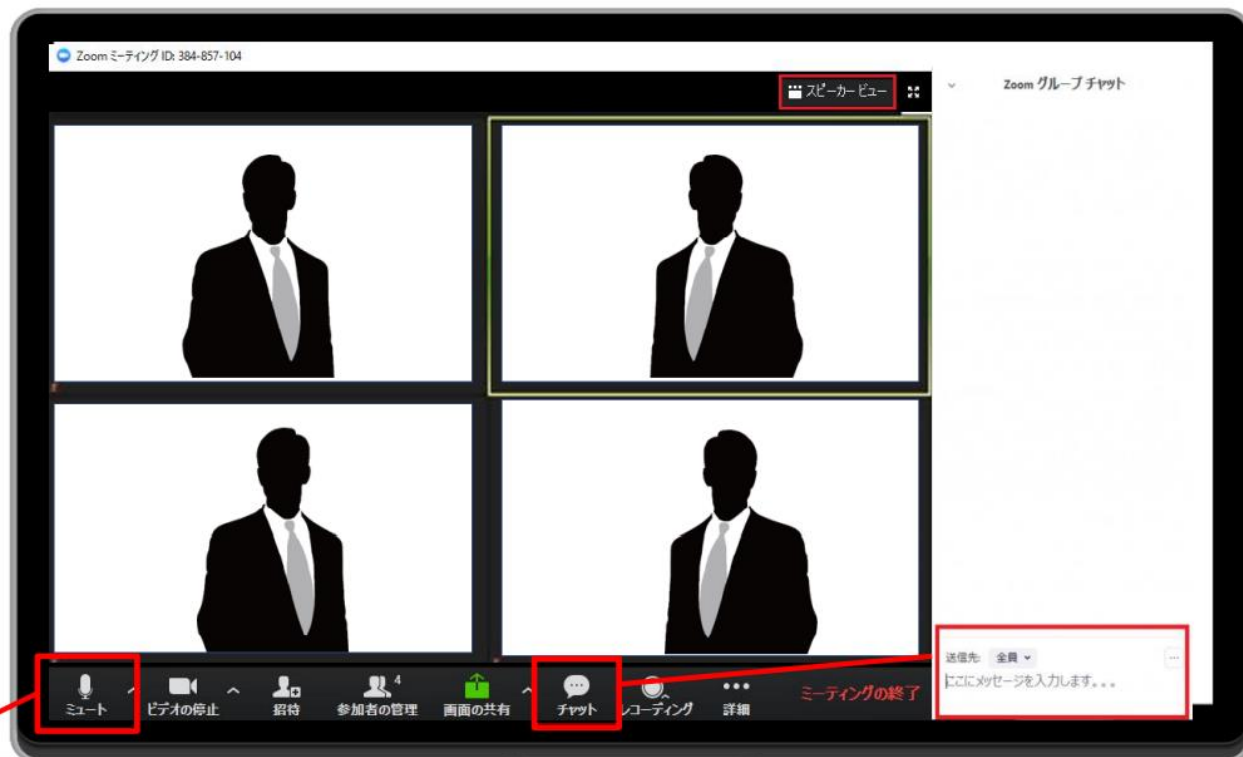 Zoom ミーティング ID: 384-857-104
スピーカー ビュー
Zoom グループ チャット
送信先: 全員
ここにメッセージを入力します。。。
ミュート
ビデオの停止
招待
参加者の管理
4
画面の共有
チャット
レコーディング
詳細
ミーティングの終了